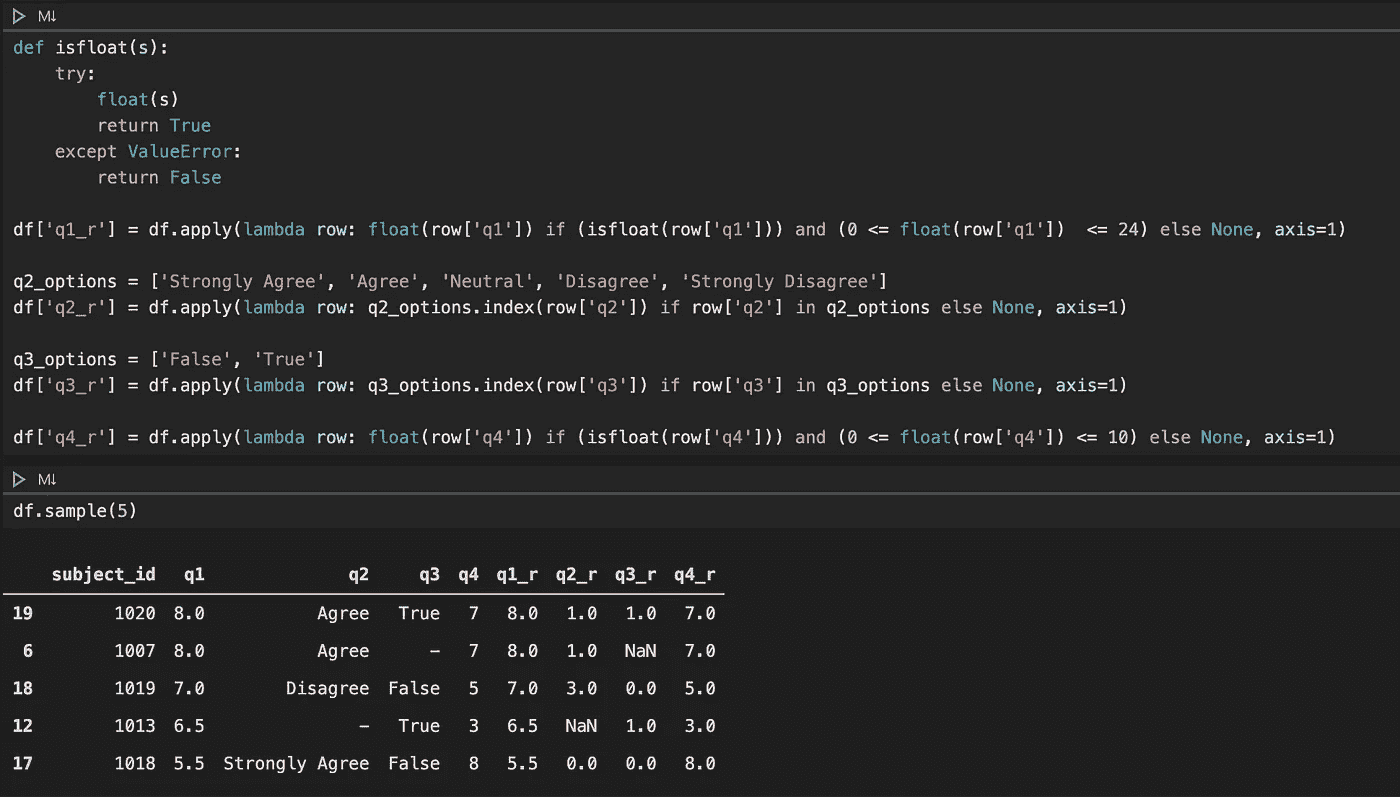 M↓
def isfloat(s):
    try:
        float(s)
        return True
    except ValueError:
        return False
df['q1_r'] = df.apply(lambda row: float(row['q1']) if (isfloat(row['q1'])) and (0 <= float(row['q1'])  <= 24) else None, axis=1)
q2_options = ['Strongly Agree', 'Agree', 'Neutral', 'Disagree', 'Strongly Disagree']
df['q2_r'] = df.apply(lambda row: q2_options.index(row['q2']) if row['q2'] in q2_options else None, axis=1)
q3_options = ['False', 'True']
df['q3_r'] = df.apply(lambda row: q3_options.index(row['q3']) if row['q3'] in q3_options else None, axis=1)
df['q4_r'] = df.apply(lambda row: float(row['q4']) if (isfloat(row['q4'])) and (0 <= float(row['q4']) <= 10) else None, axis=1)
M↓
df.sample(5)
subject_id q1 q2 q3 q4 q1_r q2_r q3_r q4_r
19 1020 8.0 Agree True 7 8.0 1.0 1.0 7.0
6 1007 8.0 Agree – 7 8.0 1.0 NaN 7.0
18 1019 7.0 Disagree False 5 7.0 3.0 0.0 5.0
12 1013 6.5 – True 3 6.5 NaN 1.0 3.0
17 1018 5.5 Strongly Agree False 8 5.5 0.0 0.0 8.0